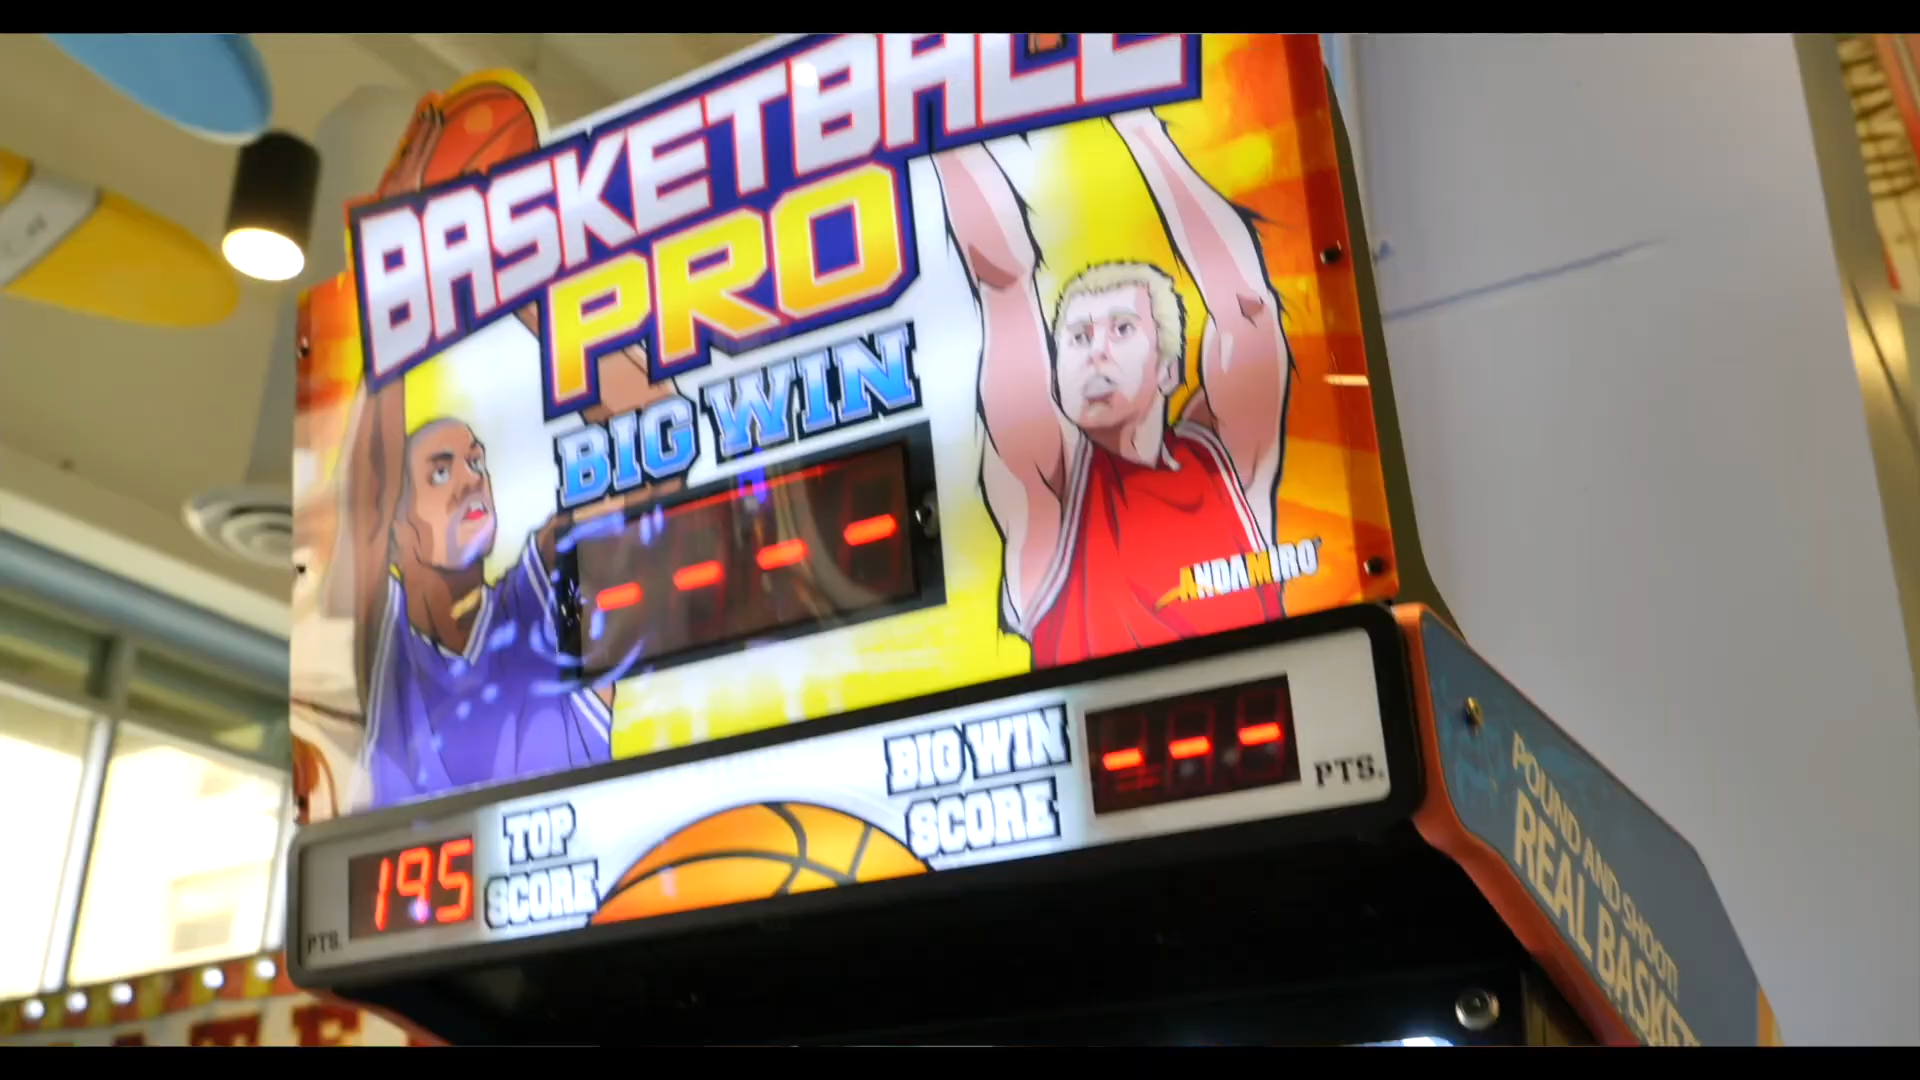 BASKETBALL
PRO
BIG WIN
- - - -
ANDAMIRO
BIG WIN
SCORE
- - -
PTS.
195
TOP
SCORE
PTS.
POUND AND SHOOT!
REAL BASKET